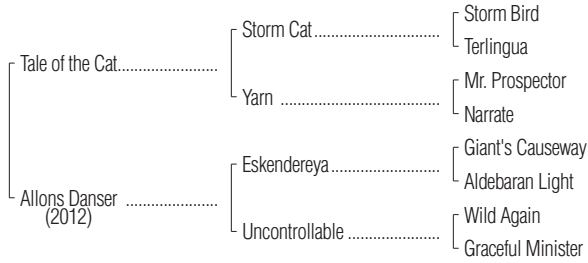 Storm Bird
Storm Cat
Terlingua
Tale of the Cat
Mr. Prospector
Yarn
Narrate
Giant's Causeway
Eskendereya
Aldebaran Light
Allons Danser
(2012)
Wild Again
Uncontrollable
Graceful Minister